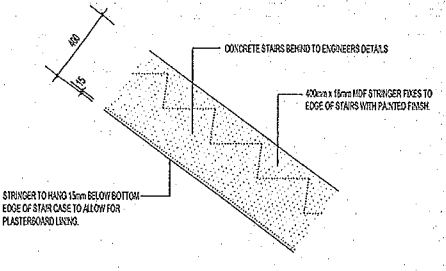 400
15
CONCRETE STAIRS BEHIND TO ENGINEERS DETAILS
400mm x 18mm MDF STRINGER FIXES TO
EDGE OF STAIRS WITH PAINTED FINISH.
STRINGER TO HANG 15mm BELOW BOTTOM
EDGE OF STAIR CASE TO ALLOW FOR
PLASTERBOARD LINING.